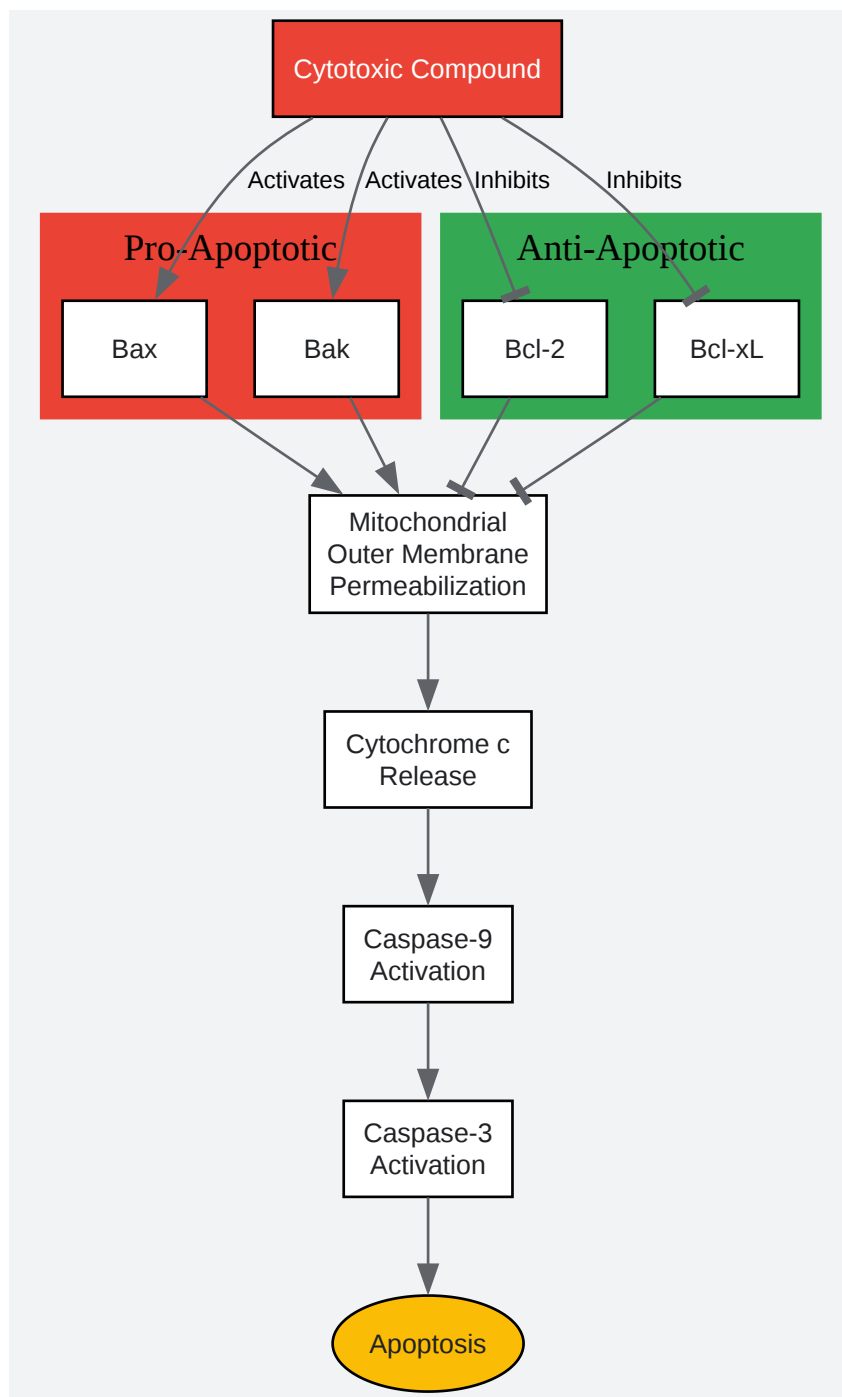 Cytotoxic Compound
Activates Activates Inhibits Inhibits
Pro-Apoptotic Anti-Apoptotic
Bax Bak Bcl-2 Bcl-xL
Mitochondrial
Outer Membrane
Permeabilization
Cytochrome c
Release
Caspase-9
Activation
Caspase-3
Activation
Apoptosis